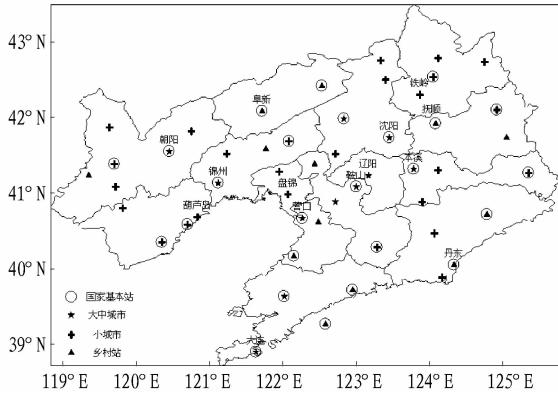 43° N
铁岭
阜新
抚顺
42° N
沈阳
朝阳
本溪
辽阳
锦州
鞍山
41° N
盘锦
葫芦岛
营口
丹东
40° N
国家基本站
大中城市
小城市
乡村站
大连
39° N
119° E 120° E 121° E 122° E 123° E 124° E 125° E